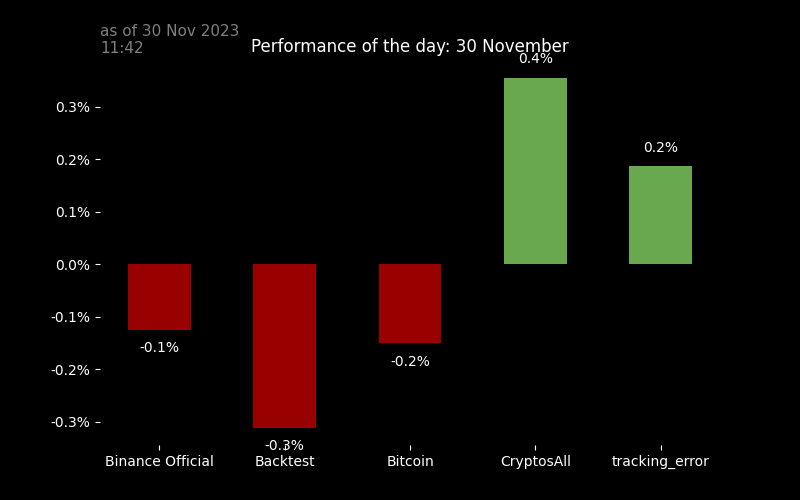 as of 30 Nov 2023
11:42
Performance of the day: 30 November
0.4%
0.3%
0.2%
0.2%
0.1%
0.0%
-0.1%
-0.1%
-0.2%
-0.2%
-0.3%
-0.3%
Binance Official
Backtest
Bitcoin
CryptosAll
tracking_error